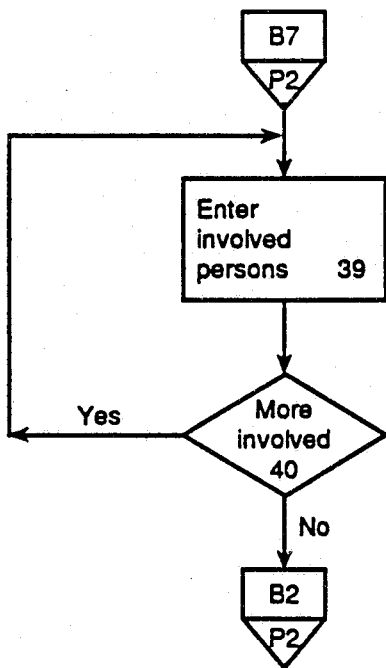 B7
P2
Enter
involved
persons 39
More
involved
40
Yes
No
B2
P2